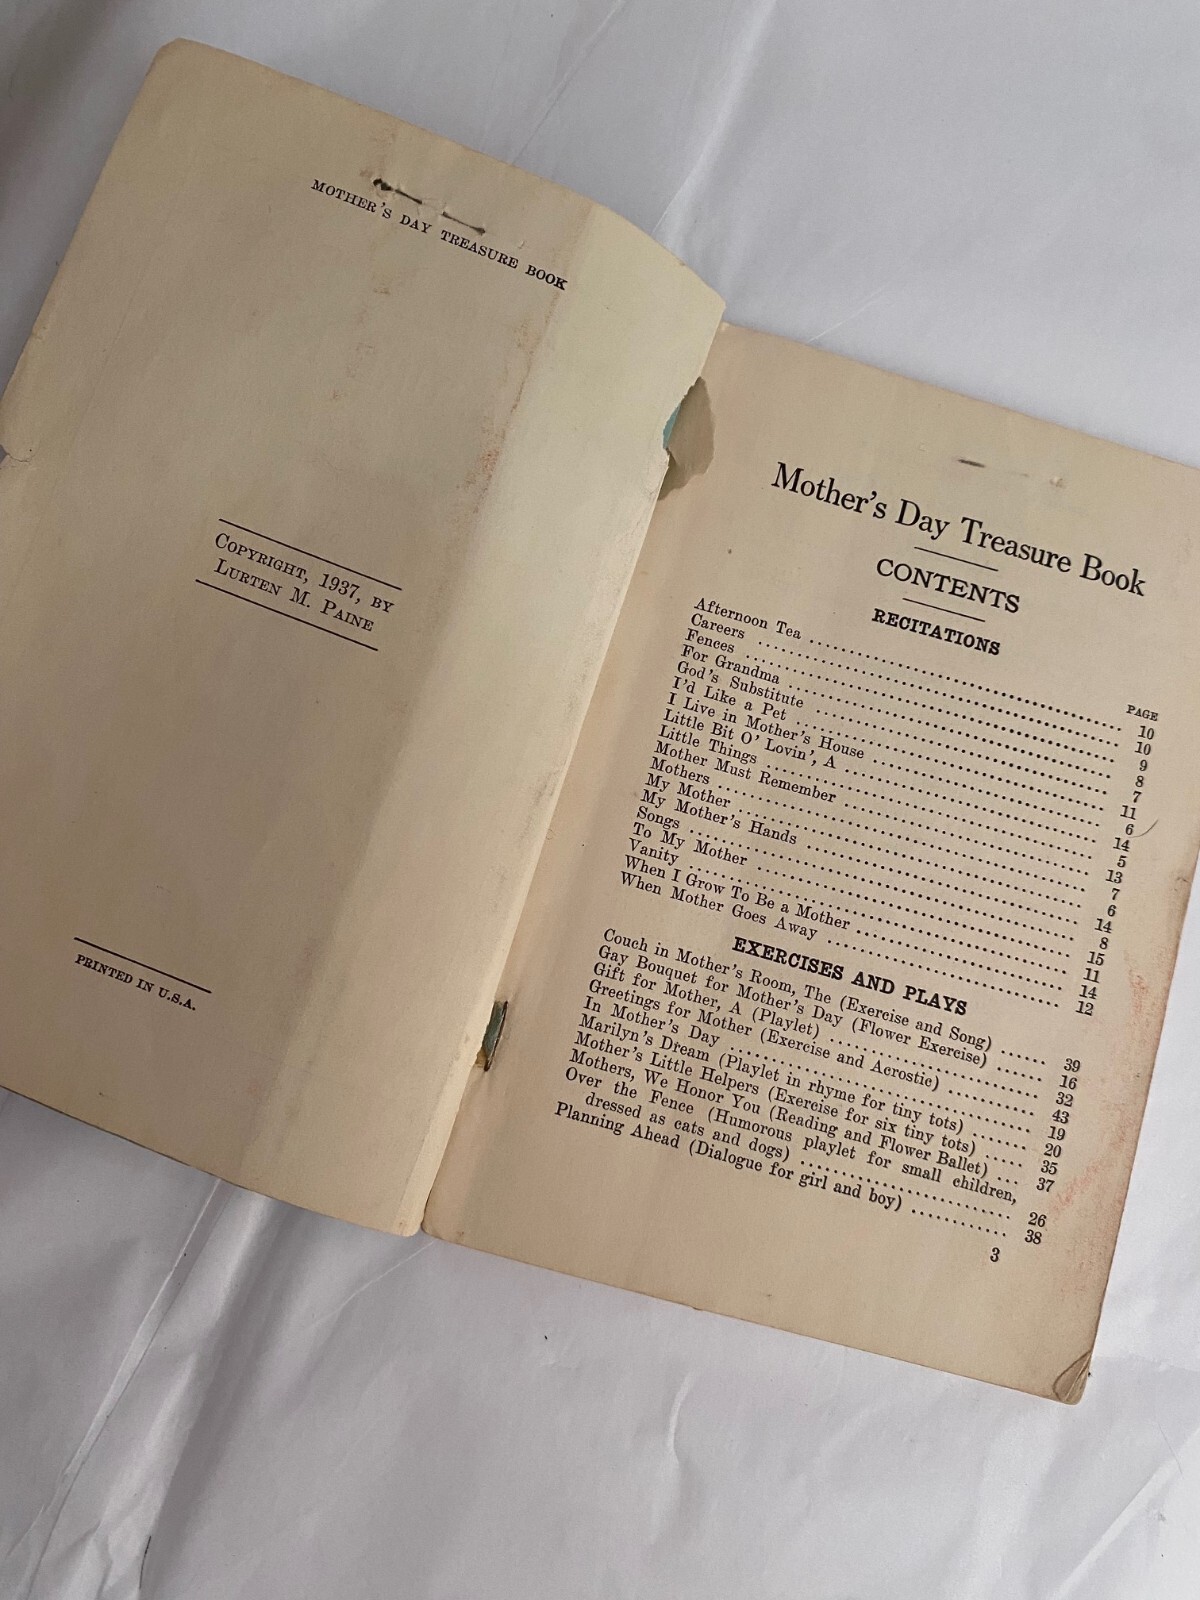 MOTHER'S DAY TREASURE BOOK
COPYRIGHT, 1937, BY
LURTEN M. PAINE
PRINTED IN U.S.A.
Mother's Day Treasure Book
CONTENTS
RECITATIONS
PAGE
Afternoon Tea 10
Careers 10
Fences 9
For Grandma 8
God's Substitute 7
I'd Like a Pet 11
I Live in Mother's House 6
Little Bit O' Lovin', A 14
Little Things 5
Mother Must Remember 13
Mothers 7
My Mother 6
My Mother's Hands 14
Songs 8
To My Mother 15
Vanity 11
When I Grow To Be a Mother 14
When Mother Goes Away 12
EXERCISES AND PLAYS
Couch in Mother's Room, The (Exercise and Song) 39
Gay Bouquet for Mother's Day (Flower Exercise) 16
Gift for Mother, A (Playlet) 32
Greetings for Mother (Exercise and Acrostic) 43
In Mother's Day 19
Marilyn's Dream (Playlet in rhyme for tiny tots) 20
Mother's Little Helpers (Exercise for six tiny tots) 35
Mothers, We Honor You (Reading and Flower Ballet) 37
Over the Fence (Humorous playlet for small children,
dressed as cats and dogs) 26
Planning Ahead (Dialogue for girl and boy) 38
3